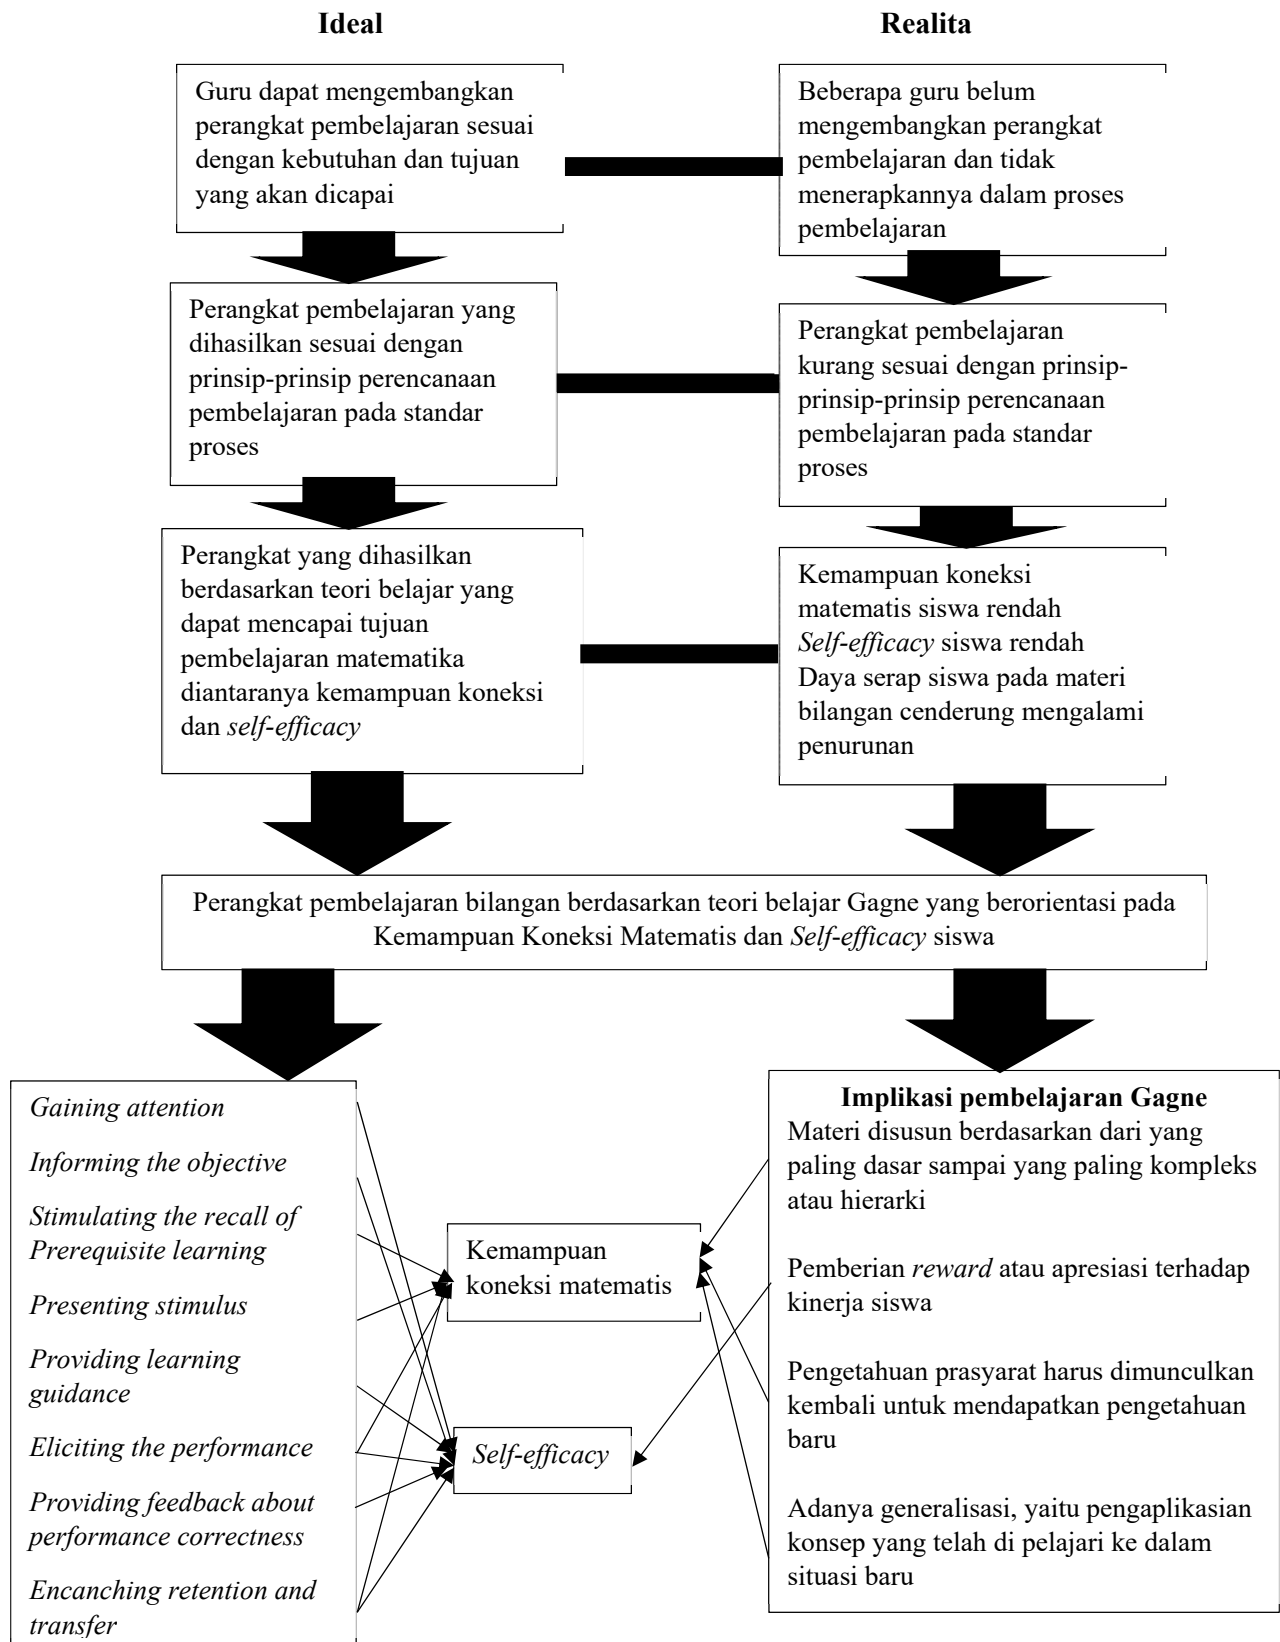 Ideal
Realita
Guru dapat mengembangkan
perangkat pembelajaran sesuai
dengan kebutuhan dan tujuan
yang akan dicapai
Beberapa guru belum
mengembangkan perangkat
pembelajaran dan tidak
menerapkannya dalam proses
pembelajaran
Perangkat pembelajaran yang
dihasilkan sesuai dengan
prinsip-prinsip perencanaan
pembelajaran pada standar
proses
Perangkat pembelajaran
kurang sesuai dengan prinsip-
prinsip-prinsip perencanaan
pembelajaran pada standar
proses
Perangkat yang dihasilkan
berdasarkan teori belajar yang
dapat mencapai tujuan
pembelajaran matematika
diantaranya kemampuan koneksi
dan self-efficacy
Kemampuan koneksi
matematis siswa rendah
Self-efficacy siswa rendah
Daya serap siswa pada materi
bilangan cenderung mengalami
penurunan
Perangkat pembelajaran bilangan berdasarkan teori belajar Gagne yang berorientasi pada
Kemampuan Koneksi Matematis dan Self-efficacy siswa
Gaining attention
Informing the objective
Stimulating the recall of
Prerequisite learning
Presenting stimulus
Providing learning
guidance
Eliciting the performance
Providing feedback about
performance correctness
Encanching retention and
transfer
Kemampuan
koneksi matematis
Self-efficacy
Implikasi pembelajaran Gagne
Materi disusun berdasarkan dari yang
paling dasar sampai yang paling kompleks
atau hierarki
Pemberian reward atau apresiasi terhadap
kinerja siswa
Pengetahuan prasyarat harus dimunculkan
kembali untuk mendapatkan pengetahuan
baru
Adanya generalisasi, yaitu pengaplikasian
konsep yang telah di pelajari ke dalam
situasi baru